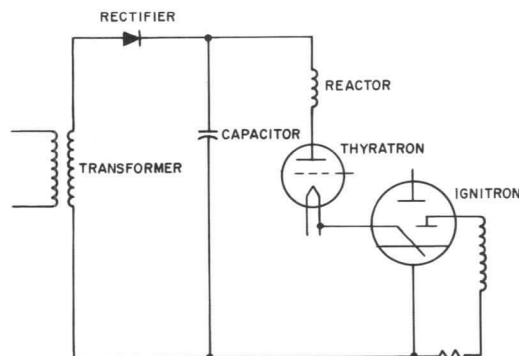 RECTIFIER
REACTOR
CAPACITOR
THYRATRON
TRANSFORMER
IGNITRON